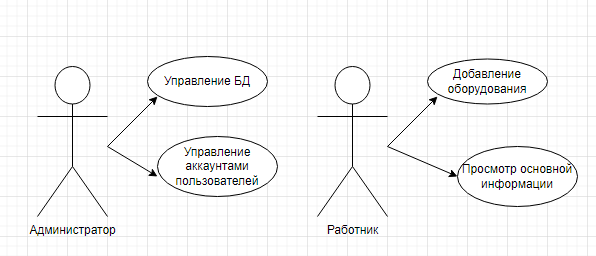 Управление БД
Управление
аккаунтами
пользователей
Администратор
Добавление
оборудования
Просмотр основной
информации
Работник